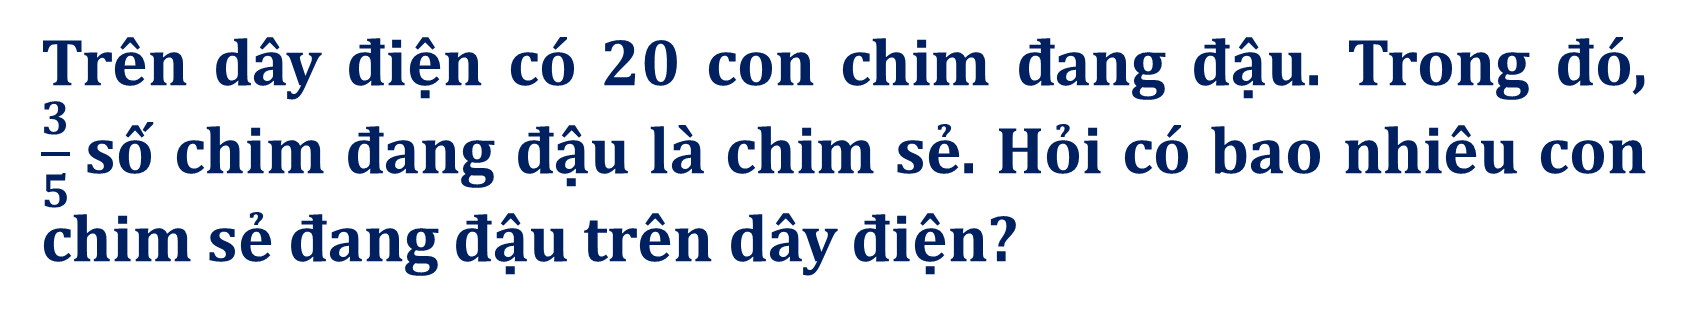 Trên dây điện có 20 con chim đang đậu. Trong đó,
3/5 số chim đang đậu là chim sẻ. Hỏi có bao nhiêu con
chim sẻ đang đậu trên dây điện?